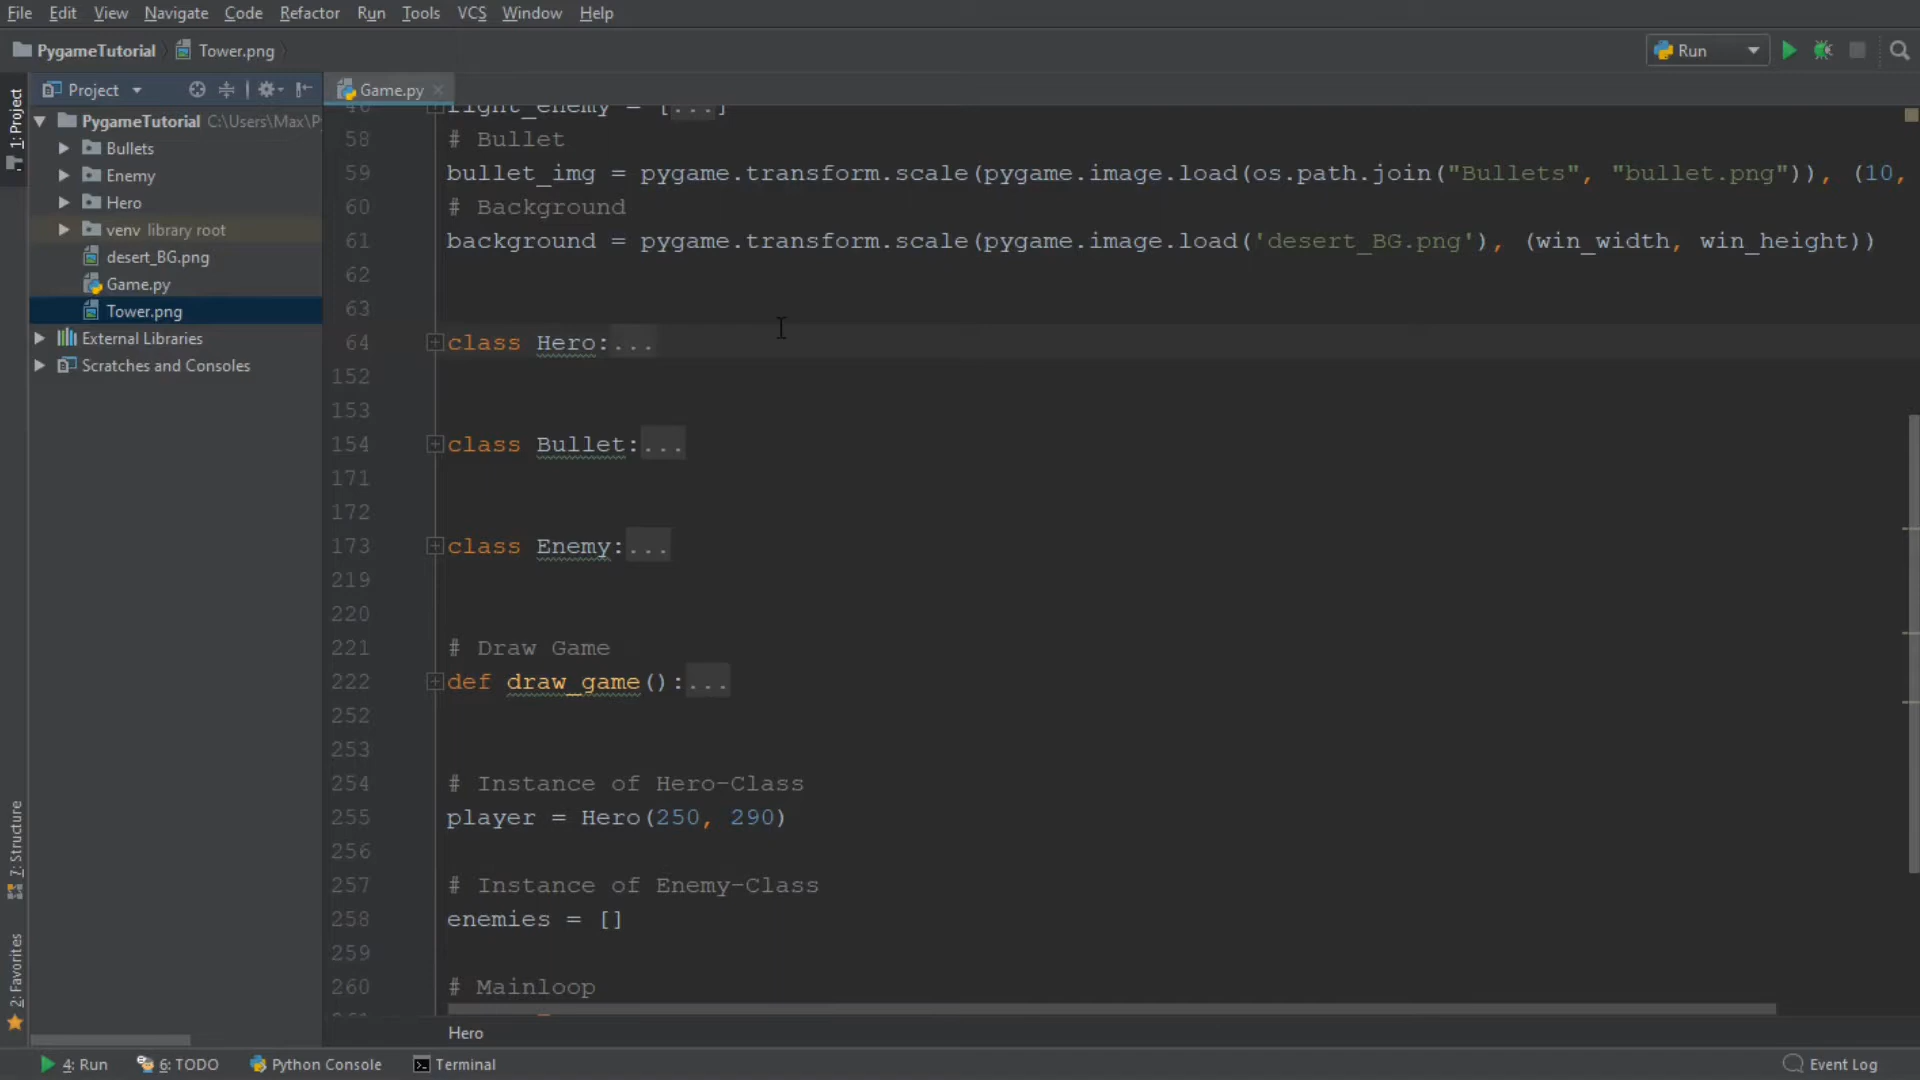 File Edit View Navigate Code Refactor Run Tools VCS Window Help
PygameTutorial Tower.png Run
1: Project
Project
Game.py
PygameTutorial C:\Users\Max\P
Bullets
Enemy
Hero
venv library root
desert_BG.png
Game.py
Tower.png
External Libraries
Scratches and Consoles
right_enemy = [...]
58 # Bullet
59 bullet_img = pygame.transform.scale(pygame.image.load(os.path.join("Bullets", "bullet.png")), (10,
60 # Background
61 background = pygame.transform.scale(pygame.image.load('desert_BG.png'), (win_width, win_height))
62
63
64 class Hero:...
152
153
154 class Bullet:...
171
172
173 class Enemy:...
219
220
221 # Draw Game
222 def draw_game():...
252
253
254 # Instance of Hero-Class
255 player = Hero(250, 290)
256
257 # Instance of Enemy-Class
258 enemies = []
259
260 # Mainloop
Hero
7: Structure
2: Favorites
4: Run 6: TODO Python Console Terminal Event Log